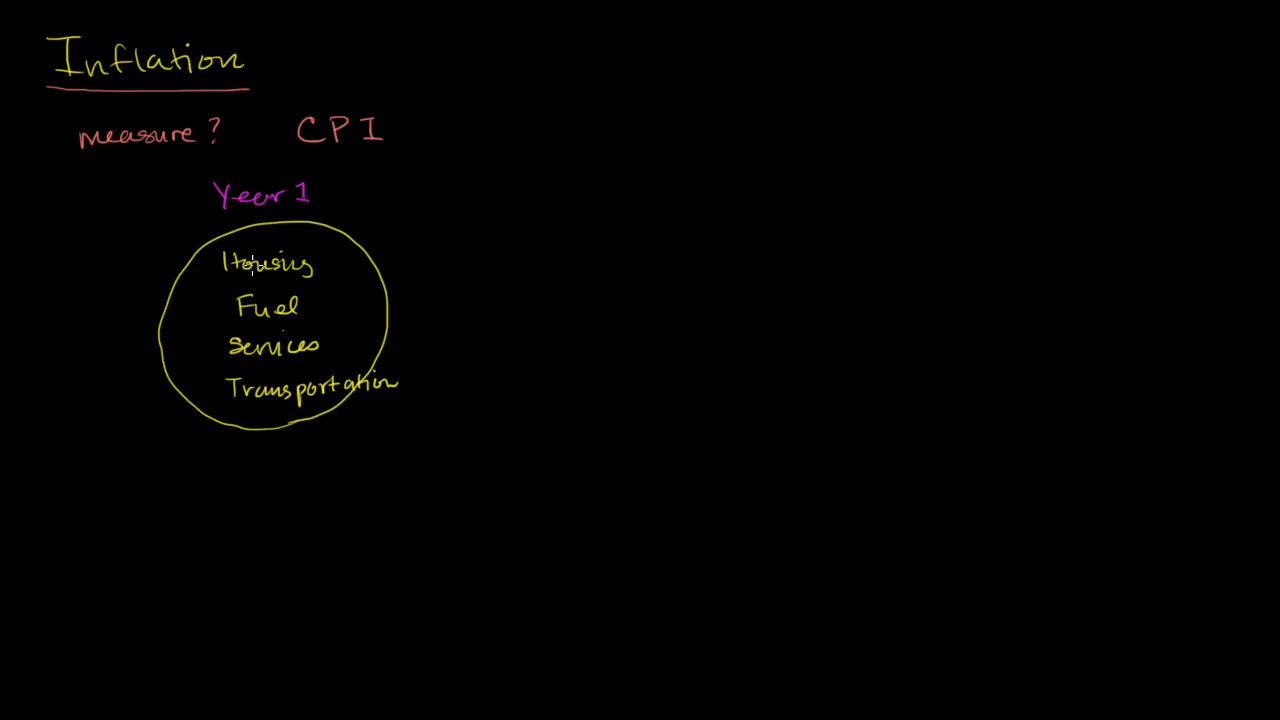 Inflation
measure? CPI
Year 1
Housing
Fuel
Services
Transportation